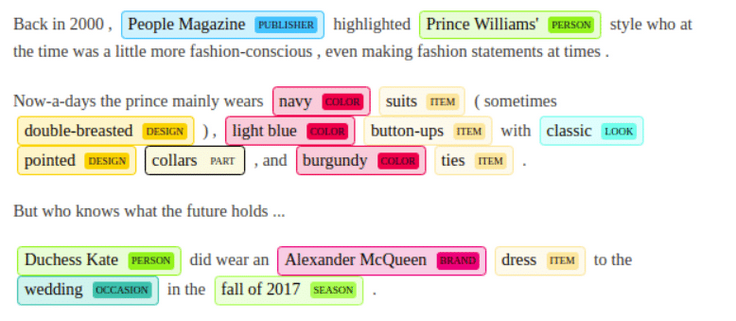 Back in 2000 , People Magazine PUBLISHER highlighted Prince Williams' PERSON style who at
the time was a little more fashion-conscious , even making fashion statements at times .
Now-a-days the prince mainly wears navy COLOR suits ITEM ( sometimes
double-breasted DESIGN ) , light blue COLOR button-ups ITEM with classic LOOK
pointed DESIGN collars PART , and burgundy COLOR ties ITEM .
But who knows what the future holds ...
Duchess Kate PERSON did wear an Alexander McQueen BRAND dress ITEM to the
wedding OCCASION in the fall of 2017 SEASON .